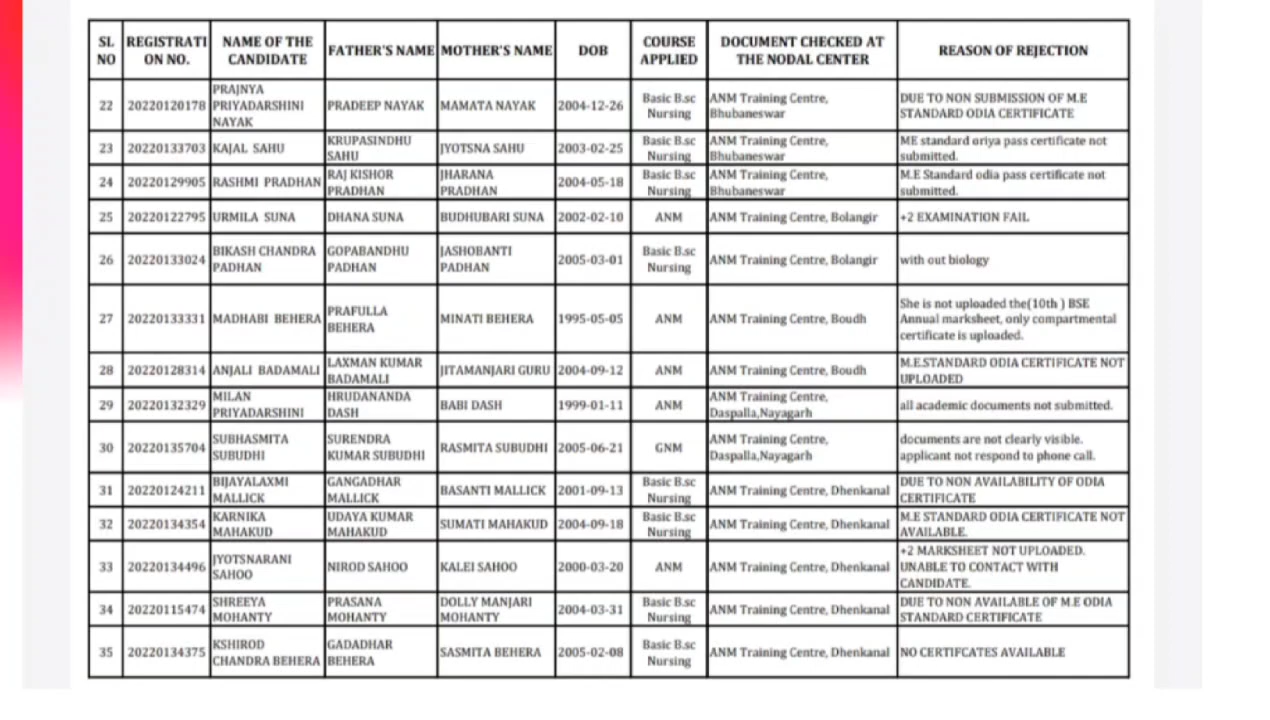 SL NO REGISTRATI ON NO. NAME OF THE CANDIDATE FATHER'S NAME MOTHER'S NAME DOB COURSE APPLIED DOCUMENT CHECKED AT THE NODAL CENTER REASON OF REJECTION
22 20220120178 PRAJNYA PRIYADARSHINI NAYAK PRADEEP NAYAK MAMATA NAYAK 2004-12-26 Basic B.sc Nursing ANM Training Centre, Bhubaneswar DUE TO NON SUBMISSION OF M.E STANDARD ODIA CERTIFICATE
23 20220133703 KAJAL SAHU KRUPASINDHU SAHU JYOTSNA SAHU 2003-02-25 Basic B.sc Nursing ANM Training Centre, Bhubaneswar ME standard oriya pass certificate not submitted.
24 20220129905 RASHMI PRADHAN RAJ KISHOR PRADHAN JHARANA PRADHAN 2004-05-18 Basic B.sc Nursing ANM Training Centre, Bhubaneswar M.E Standard odia pass certificate not submitted.
25 20220122795 URMILA SUNA DHANA SUNA BUDHUBARI SUNA 2002-02-10 ANM ANM Training Centre, Bolangir +2 EXAMINATION FAIL
26 20220133024 BIKASH CHANDRA PADHAN GOPABANDHU PADHAN JASHOBANTI PADHAN 2005-03-01 Basic B.sc Nursing ANM Training Centre, Bolangir with out biology
27 20220133331 MADHABI BEHERA PRAFULLA BEHERA MINATI BEHERA 1995-05-05 ANM ANM Training Centre, Boudh She is not uploaded the(10th ) BSE Annual marksheet, only compartmental certificate is uploaded.
28 20220128314 ANJALI BADAMALI LAXMAN KUMAR BADAMALI JITAMANJARI GURU 2004-09-12 ANM ANM Training Centre, Boudh M.E.STANDARD ODIA CERTIFICATE NOT UPLOADED
29 20220132329 MILAN PRIYADARSHINI HRUDANANDA DASH BABI DASH 1999-01-11 ANM ANM Training Centre, Daspalla,Nayagarh all academic documents not submitted.
30 20220135704 SUBHASMITA SUBUDHI SURENDRA KUMAR SUBUDHI RASMITA SUBUDHI 2005-06-21 GNM ANM Training Centre, Daspalla,Nayagarh documents are not clearly visible. applicant not respond to phone call.
31 20220124211 BIJAYALAXMI MALLICK GANGADHAR MALLICK BASANTI MALLICK 2001-09-13 Basic B.sc Nursing ANM Training Centre, Dhenkanal DUE TO NON AVAILABILITY OF ODIA CERTIFICATE
32 20220134354 KARNIKA MAHAKUD UDAYA KUMAR MAHAKUD SUMATI MAHAKUD 2004-09-18 Basic B.sc Nursing ANM Training Centre, Dhenkanal M.E STANDARD ODIA CERTIFICATE NOT AVAILABLE.
33 20220134496 JYOTSNARANI SAHOO NIROD SAHOO KALEI SAHOO 2000-03-20 ANM ANM Training Centre, Dhenkanal +2 MARKSHEET NOT UPLOADED. UNABLE TO CONTACT WITH CANDIDATE.
34 20220115474 SHREEYA MOHANTY PRASANA MOHANTY DOLLY MANJARI MOHANTY 2004-03-31 Basic B.sc Nursing ANM Training Centre, Dhenkanal DUE TO NON AVAILABLE OF M.E ODIA STANDARD CERTIFICATE
35 20220134375 KSHIROD CHANDRA BEHERA GADADHAR BEHERA SASMITA BEHERA 2005-02-08 Basic B.sc Nursing ANM Training Centre, Dhenkanal NO CERTIFCATES AVAILABLE